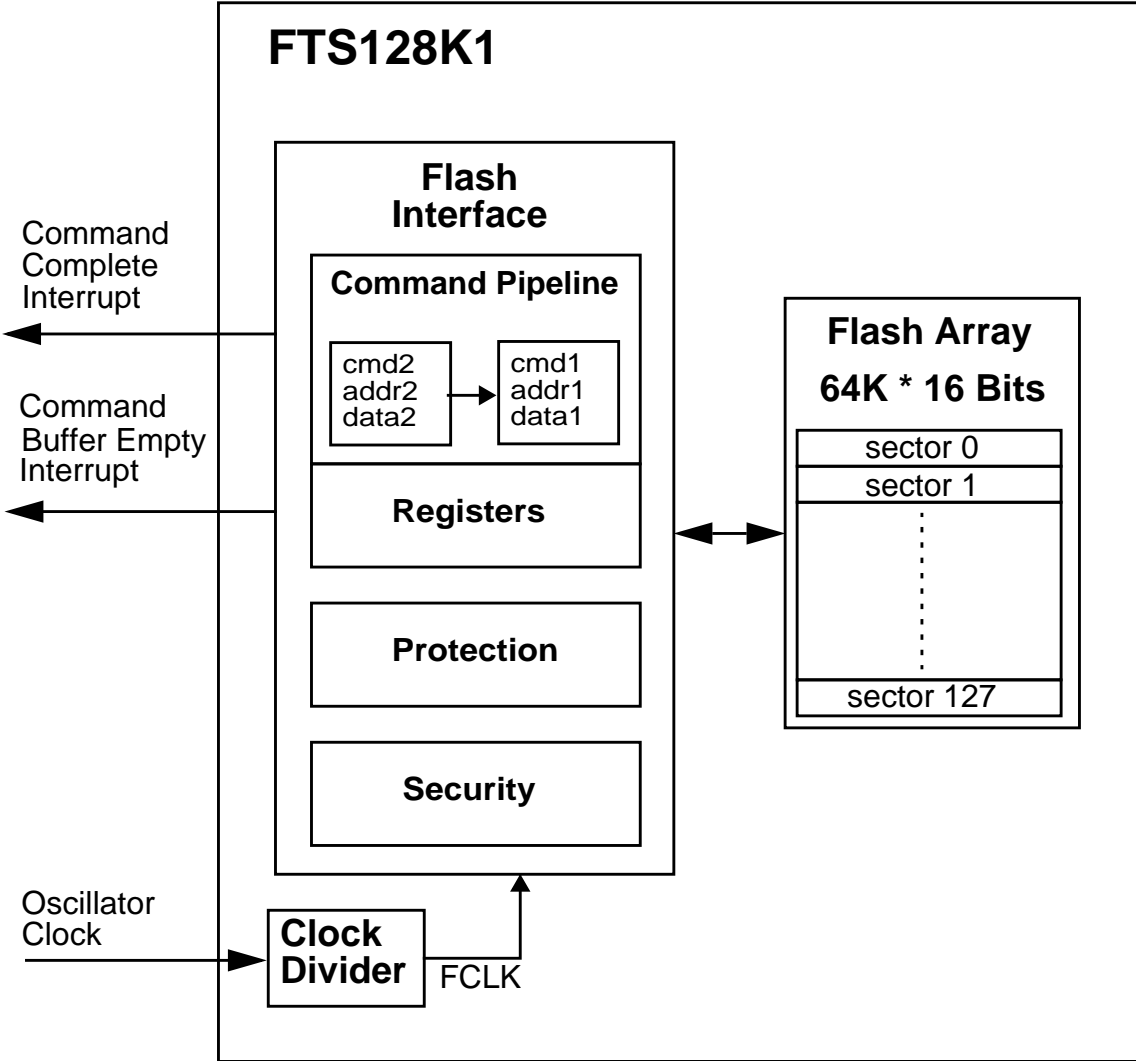 FTS128K1
Flash
Interface
Command
Complete
Interrupt
Command Pipeline
cmd2
addr2
data2
cmd1
addr1
data1
Command
Buffer Empty
Interrupt
Registers
Protection
Security
Flash Array
64K * 16 Bits
sector 0
sector 1
sector 127
Oscillator
Clock
Clock
Divider
FCLK